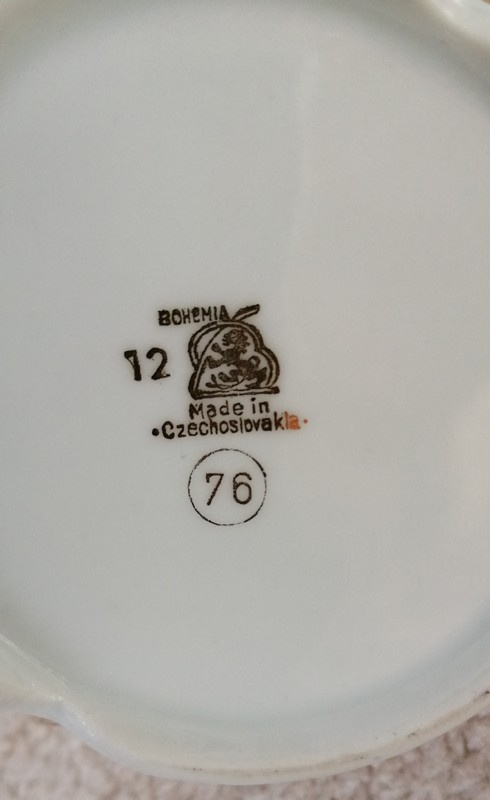 BOHEMIA
12
Made in
•Czechoslovakia•
76